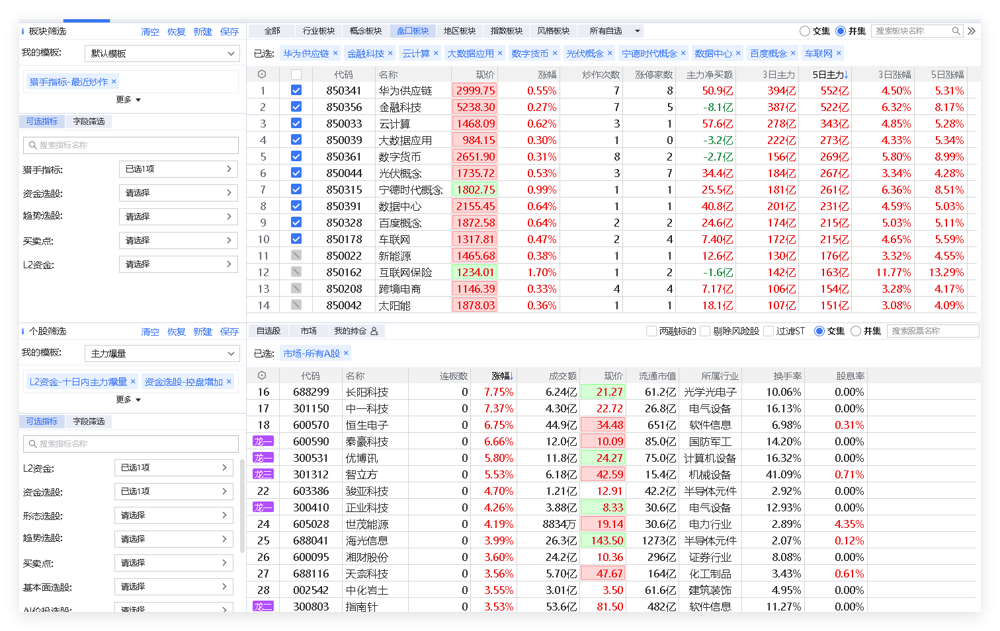 板块筛选 清空 恢复 新建 保存
我的模板: 默认模板
猎手指标-最近炒作 ×
更多
可选指标 字段筛选
搜索指标名称
猎手指标: 已选1项
资金选股: 请选择
趋势选股: 请选择
买卖点: 请选择
L2资金: 请选择
全部 行业板块 概念板块 盘口板块 地区板块 指数板块 风格板块 所有自选 交集 并集 搜索板块名称
已选: 华为供应链 × 金融科技 × 云计算 × 大数据应用 × 数字货币 × 光伏概念 × 宁德时代概念 × 数据中心 × 百度概念 × 车联网 ×
代码 名称 现价 涨幅 炒作次数 涨停家数 主力净买额 3日主力 5日主力↓ 3日涨幅 5日涨幅
1 850341 华为供应链 2999.75 0.55% 7 8 50.9亿 394亿 552亿 4.50% 5.31%
2 850356 金融科技 5238.30 0.27% 7 5 -8.1亿 387亿 522亿 6.32% 8.17%
3 850033 云计算 1468.09 0.62% 3 1 57.6亿 278亿 343亿 4.85% 5.28%
4 850039 大数据应用 984.15 0.30% 1 0 -3.2亿 222亿 273亿 4.33% 5.34%
5 850361 数字货币 2651.90 0.31% 8 2 -2.7亿 156亿 269亿 5.80% 8.99%
6 850044 光伏概念 1735.72 0.53% 3 7 34.4亿 184亿 267亿 3.34% 4.28%
7 850315 宁德时代概念 1802.75 0.99% 1 1 25.5亿 181亿 261亿 6.36% 8.51%
8 850391 数据中心 2155.45 0.64% 1 1 40.8亿 201亿 231亿 4.59% 5.03%
9 850328 百度概念 1872.58 0.64% 2 2 24.6亿 174亿 215亿 5.03% 5.11%
10 850178 车联网 1317.81 0.47% 2 4 7.40亿 172亿 215亿 4.65% 5.59%
11 850022 新能源 1465.68 0.38% 1 1 12.6亿 130亿 176亿 3.32% 4.55%
12 850162 互联网保险 1234.01 1.70% 1 2 -1.6亿 142亿 163亿 11.77% 13.29%
13 850208 跨境电商 1146.39 0.33% 4 4 7.17亿 106亿 154亿 3.28% 4.17%
14 850042 太阳能 1878.03 0.36% 1 1 18.1亿 107亿 151亿 3.08% 4.09%
个股筛选 清空 恢复 新建 保存
我的模板: 主力爆量
L2资金-十日内主力爆量 × 资金选股-控盘增加 ×
更多
可选指标 字段筛选
搜索指标名称
L2资金: 已选1项
资金选股: 已选1项
形态选股: 请选择
趋势选股: 请选择
买卖点: 请选择
基本面选股: 请选择
AI价投选股: 请选择
自选股 市场 我的持仓 两融标的 剔除风险股 过滤ST 交集 并集 搜索股票名称
已选: 市场-所有A股 ×
代码 名称 连板数 涨幅↓ 成交额 现价 流通市值 所属行业 换手率 股息率
16 688299 长阳科技 0 7.75% 6.24亿 21.27 61.2亿 光学光电子 10.06% 0.00%
17 301150 中一科技 0 7.37% 4.30亿 22.72 26.8亿 电气设备 16.13% 0.00%
18 600570 恒生电子 0 6.75% 44.9亿 34.48 651亿 软件信息 6.98% 0.31%
龙一 600590 泰豪科技 0 6.66% 12.0亿 10.09 85.0亿 国防军工 14.20% 0.00%
龙一 300531 优博讯 0 5.80% 11.8亿 24.27 75.0亿 计算机设备 16.32% 0.00%
龙三 301312 智立方 0 5.53% 6.18亿 42.59 15.4亿 机械设备 41.09% 0.71%
22 603386 骏亚科技 0 4.70% 1.21亿 12.91 42.2亿 半导体元件 2.92% 0.00%
龙一 300410 正业科技 0 4.26% 3.88亿 8.33 30.6亿 电气设备 12.93% 0.00%
24 605028 世茂能源 0 4.19% 8834万 19.14 30.6亿 电力行业 2.89% 4.35%
25 688041 海光信息 0 3.99% 26.3亿 143.50 1273亿 半导体元件 2.07% 0.12%
26 600095 湘财股份 0 3.60% 24.2亿 10.36 296亿 证券行业 8.08% 0.00%
27 688116 天奈科技 0 3.56% 5.70亿 47.67 164亿 化工制品 3.43% 0.61%
28 002542 中化岩土 0 3.55% 3.01亿 3.50 61.6亿 建筑装饰 4.95% 0.00%
龙二 300803 指南针 0 3.53% 53.6亿 81.50 482亿 软件信息 11.27% 0.00%